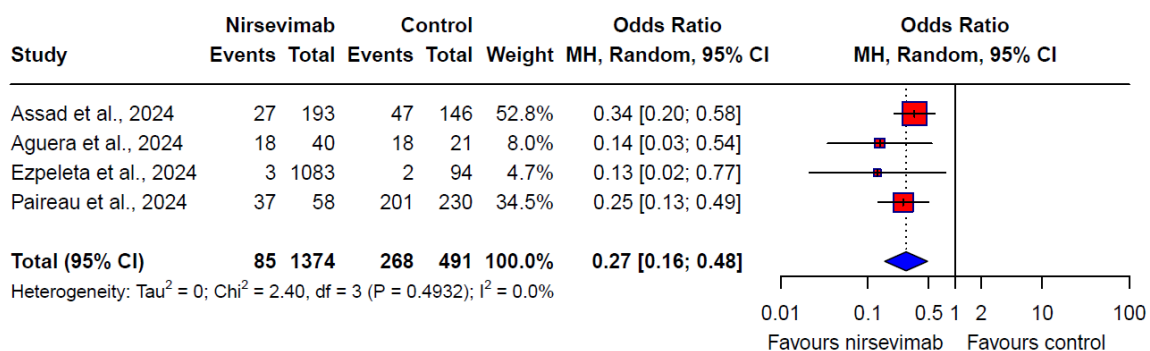 Nirsevimab Control Odds Ratio Odds Ratio
Study Events Total Events Total Weight MH, Random, 95% CI MH, Random, 95% CI
Assad et al., 2024 27 193 47 146 52.8% 0.34 [0.20; 0.58]
Aguera et al., 2024 18 40 18 21 8.0% 0.14 [0.03; 0.54]
Ezpeleta et al., 2024 3 1083 2 94 4.7% 0.13 [0.02; 0.77]
Paireau et al., 2024 37 58 201 230 34.5% 0.25 [0.13; 0.49]
Total (95% CI) 85 1374 268 491 100.0% 0.27 [0.16; 0.48]
Heterogeneity: Tau² = 0; Chi² = 2.40, df = 3 (P = 0.4932); I² = 0.0%
0.01 0.1 0.5 1 2 10 100
Favours nirsevimab Favours control